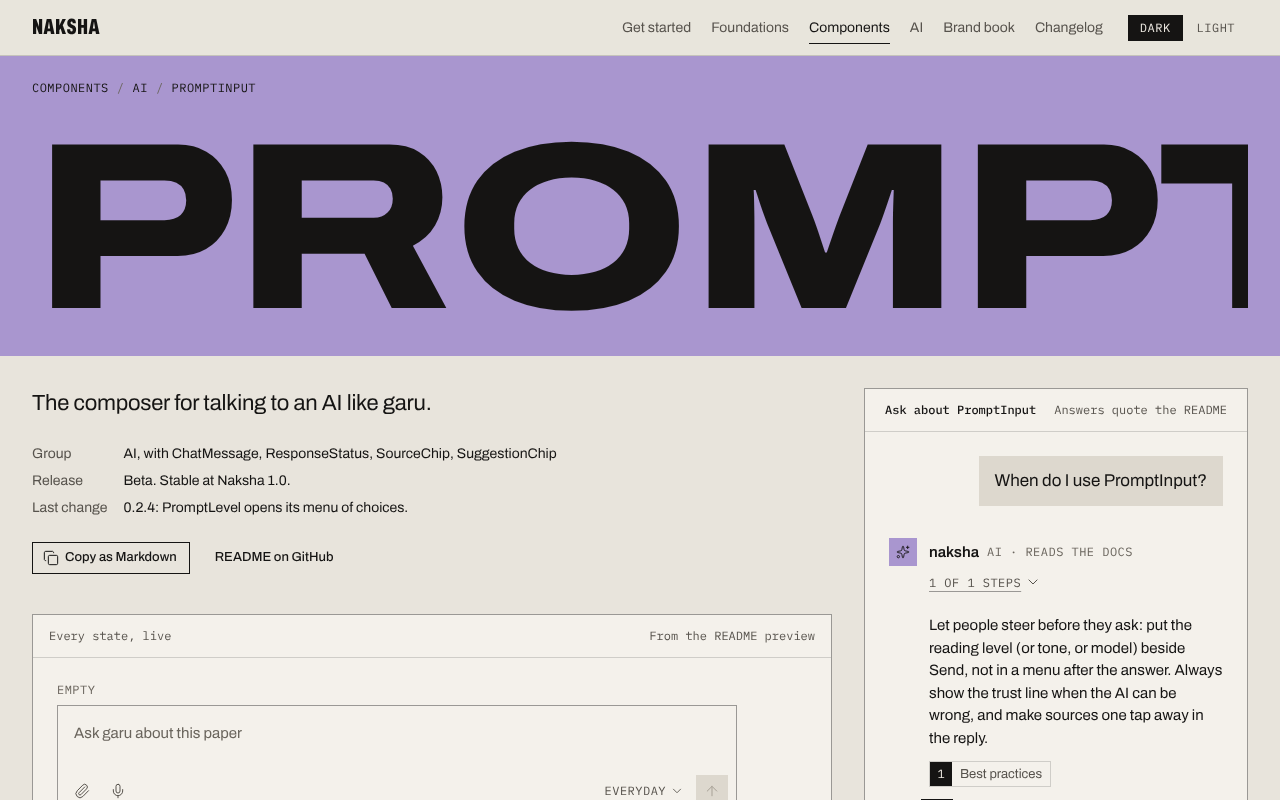 NAKSHA
Get started Foundations Components AI Brand book Changelog DARK LIGHT
COMPONENTS / AI / PROMPTINPUT
PROMPT
The composer for talking to an AI like garu.
Group AI, with ChatMessage, ResponseStatus, SourceChip, SuggestionChip
Release Beta. Stable at Naksha 1.0.
Last change 0.2.4: PromptLevel opens its menu of choices.
Copy as Markdown README on GitHub
Every state, live From the README preview
EMPTY
Ask garu about this paper
EVERYDAY
Ask about PromptInput Answers quote the README
When do I use PromptInput?
naksha AI · READS THE DOCS
1 OF 1 STEPS
Let people steer before they ask: put the
reading level (or tone, or model) beside
Send, not in a menu after the answer. Always
show the trust line when the AI can be
wrong, and make sources one tap away in
the reply.
1 Best practices